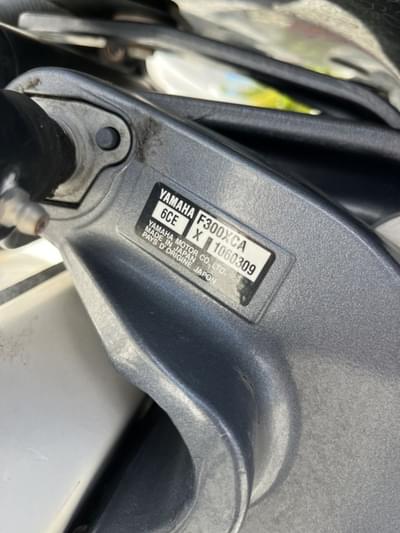 YAMAHA F300XCA
6CE X 1060309
YAMAHA MOTOR CO., LTD.
MADE IN JAPAN
PAYS D'ORIGINE JAPON